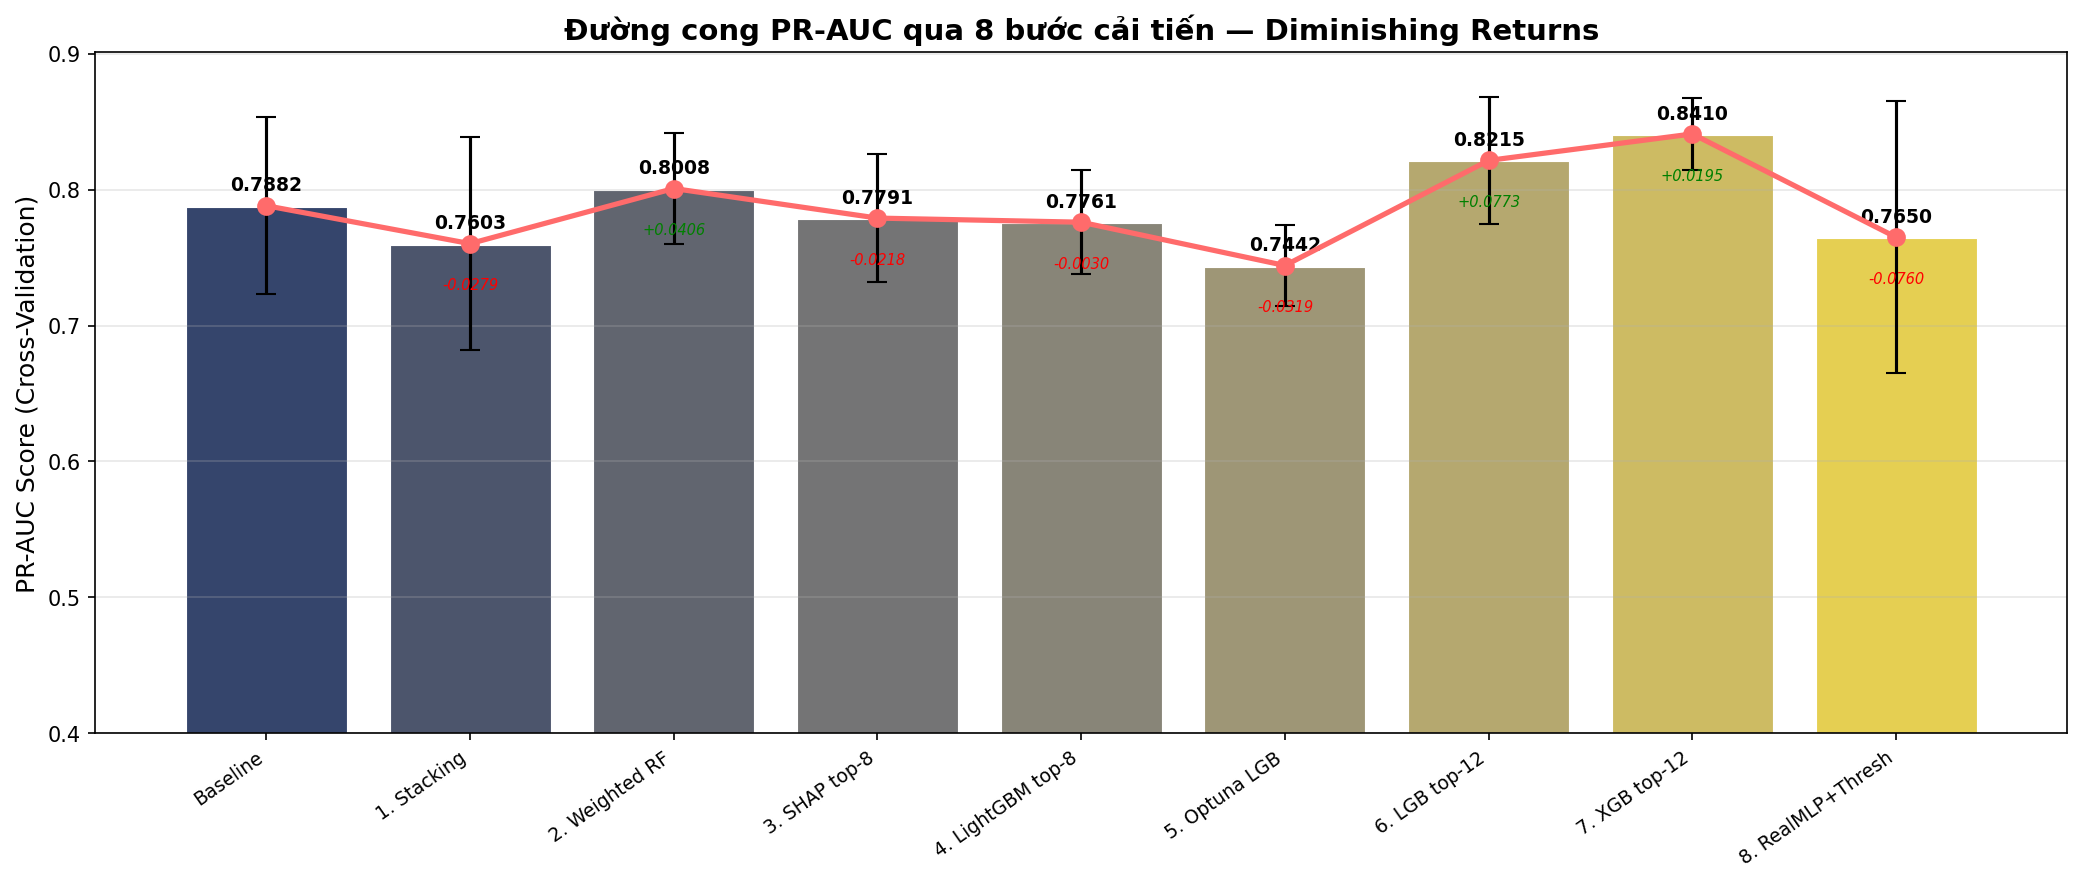 Đường cong PR-AUC qua 8 bước cải tiến — Diminishing Returns
PR-AUC Score (Cross-Validation)
0.9
0.8
0.7
0.6
0.5
0.4
0.7882
0.7603
-0.0279
0.8008
+0.0406
0.7791
-0.0218
0.7761
-0.0030
0.7442
-0.0319
0.8215
+0.0773
0.8410
+0.0195
0.7650
-0.0760
Baseline
1. Stacking
2. Weighted RF
3. SHAP top-8
4. LightGBM top-8
5. Optuna LGB
6. LGB top-12
7. XGB top-12
8. RealMLP+Thresh